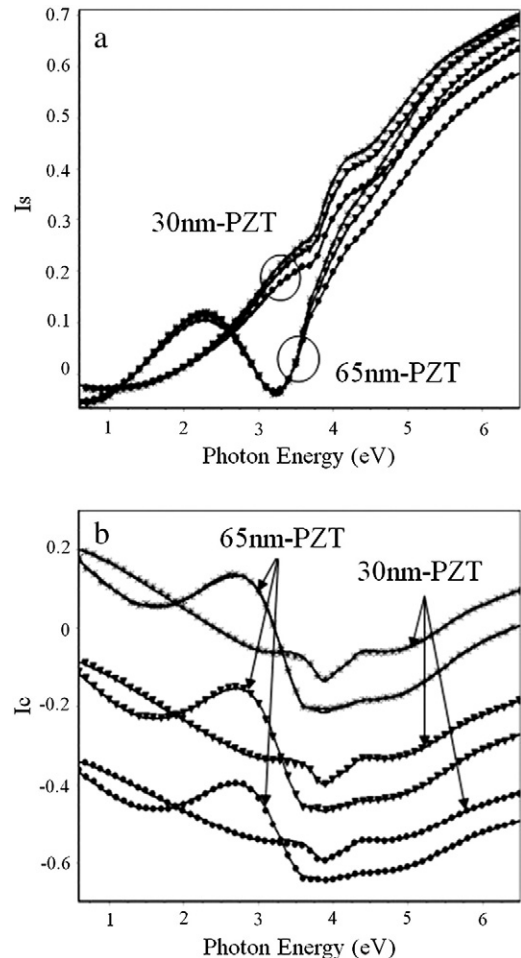 a
0.7
0.6
0.5
0.4
0.3
0.2
0.1
0
Is
30nm-PZT
65nm-PZT
1 2 3 4 5 6
Photon Energy (eV)
b
0.2
0
-0.2
-0.4
-0.6
Ic
65nm-PZT
30nm-PZT
1 2 3 4 5 6
Photon Energy (eV)